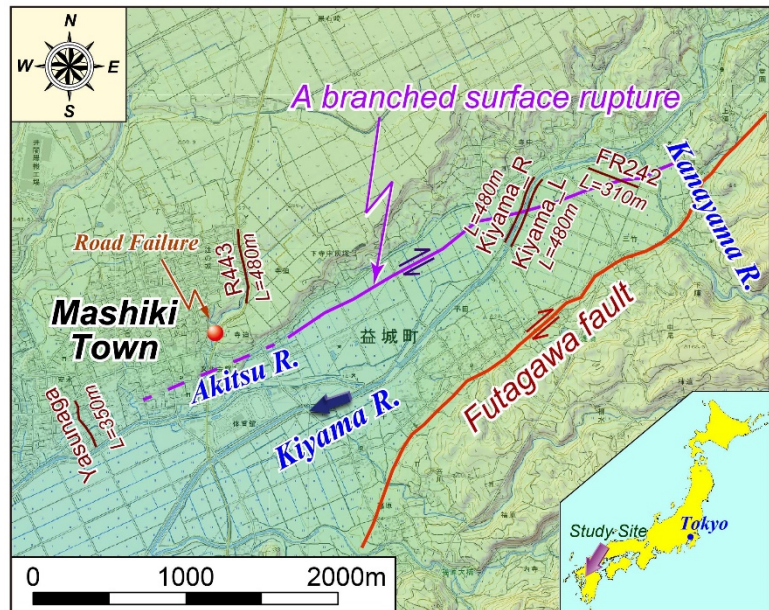 N
W E
S
A branched surface rupture
FR242
L=310m
Kanayama R.
L=480m
Kiyama_R
Kiyama_L
L=480m
Road Failure
R443
L=480m
Mashiki
Town
益城町
Akitsu R.
Kiyama R.
Futagawa fault
Yasunaga
L=350m
0 1000 2000m
Study Site
Tokyo